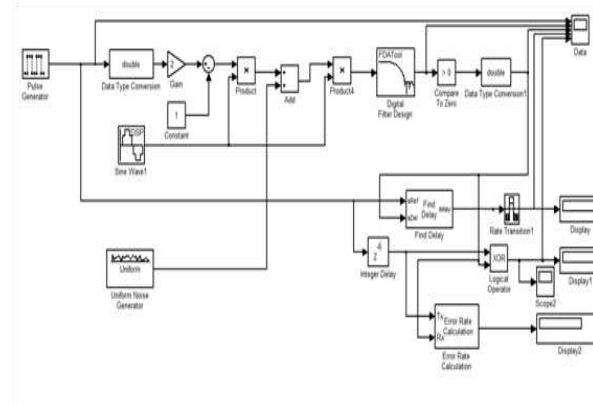 Pulse
Generator
double
Data Type Conversion
2
Gain
1
Constant
DSP
Sine Wave1
×
Product
Add
×
Product4
FDATool
Digital
Filter Design
> 0
Compare
To Zero
double
Data Type Conversion1
Data
Find
Delay
Find Delay
Rate Transition1
Display
-6
Z
Integer Delay
XOR
Logical
Operator
Scope2
Display1
Uniform
Uniform Noise
Generator
Tx
Error Rate
Calculation
Rx
Error Rate
Calculation
Display2